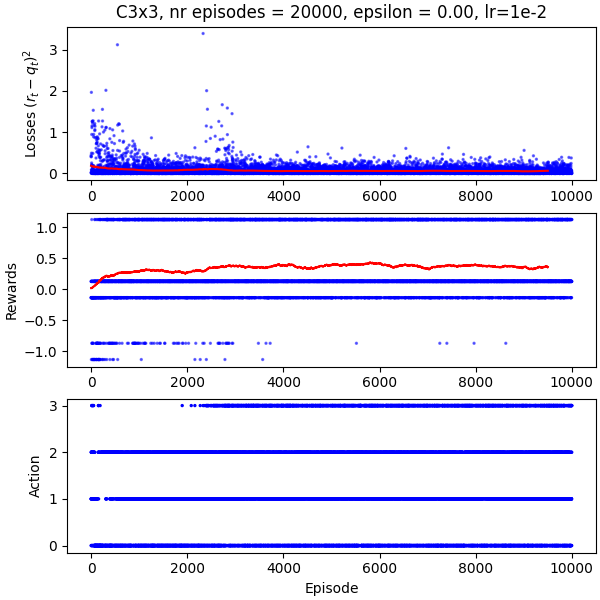 C3x3, nr episodes = 20000, epsilon = 0.00, lr=1e-2
Losses $(r_t - q_t)^2$
3
2
1
0
0 2000 4000 6000 8000 10000
Rewards
1.0
0.5
0.0
−0.5
−1.0
0 2000 4000 6000 8000 10000
Action
3
2
1
0
0 2000 4000 6000 8000 10000
Episode